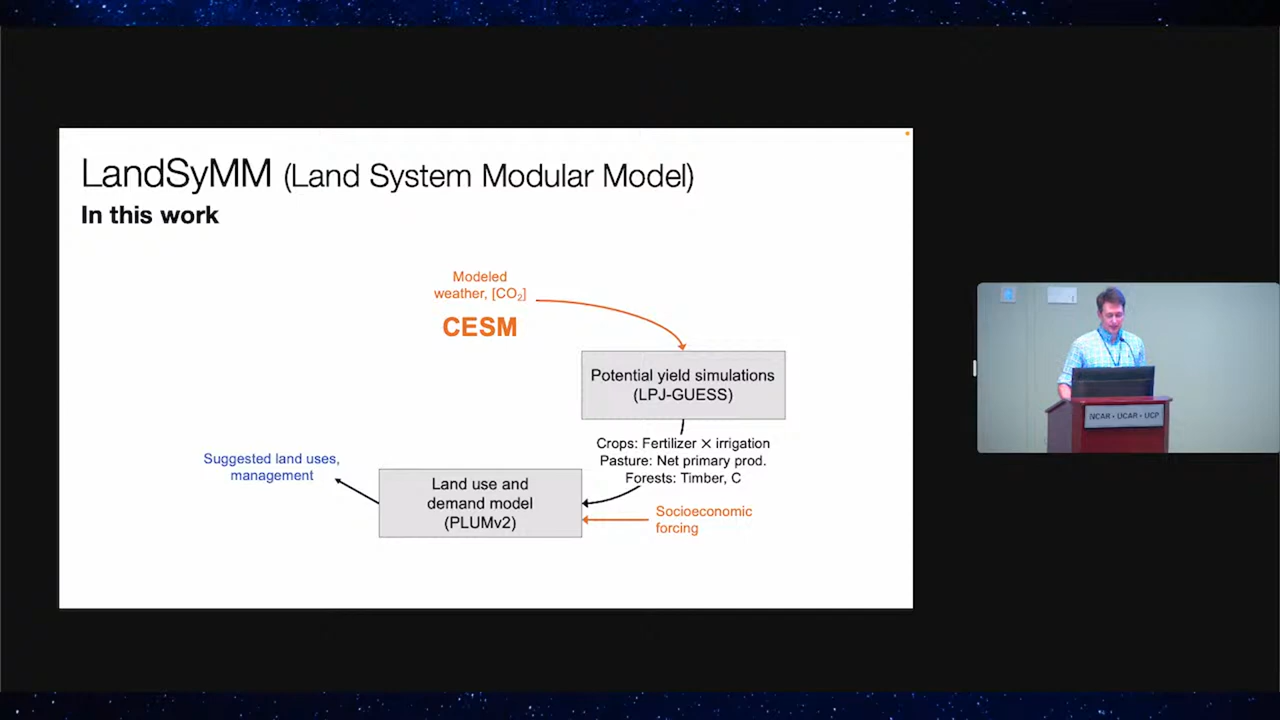 LandSyMM (Land System Modular Model)
In this work
Modeled
weather, [CO₂]
CESM
Potential yield simulations
(LPJ-GUESS)
Crops: Fertilizer × irrigation
Pasture: Net primary prod.
Forests: Timber, C
Suggested land uses,
management
Land use and
demand model
(PLUMv2)
Socioeconomic
forcing
NCAR • UCAR • UCP